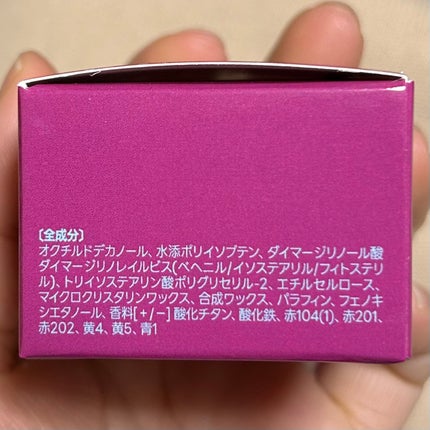 〔全成分〕
オクチルドデカノール、水添ポリイソブテン、ダイマージリノール酸
ダイマージリノレイルビス(ベヘニル/イソステアリル/フィトステリ
ル)、トリイソステアリン酸ポリグリセリル-2、エチルセルロース、
マイクロクリスタリンワックス、合成ワックス、パラフィン、フェノキ
シエタノール、香料[+/−] 酸化チタン、酸化鉄、赤104(1)、赤201、
赤202、黄4、黄5、青1